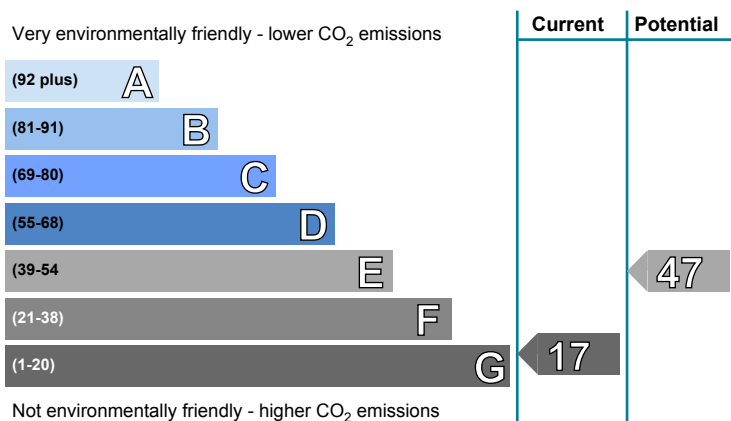 Current Potential
Very environmentally friendly - lower CO2 emissions
(92 plus) A
(81-91) B
(69-80) C
(55-68) D
(39-54 E
47
(21-38) F
(1-20) G
17
Not environmentally friendly - higher CO2 emissions